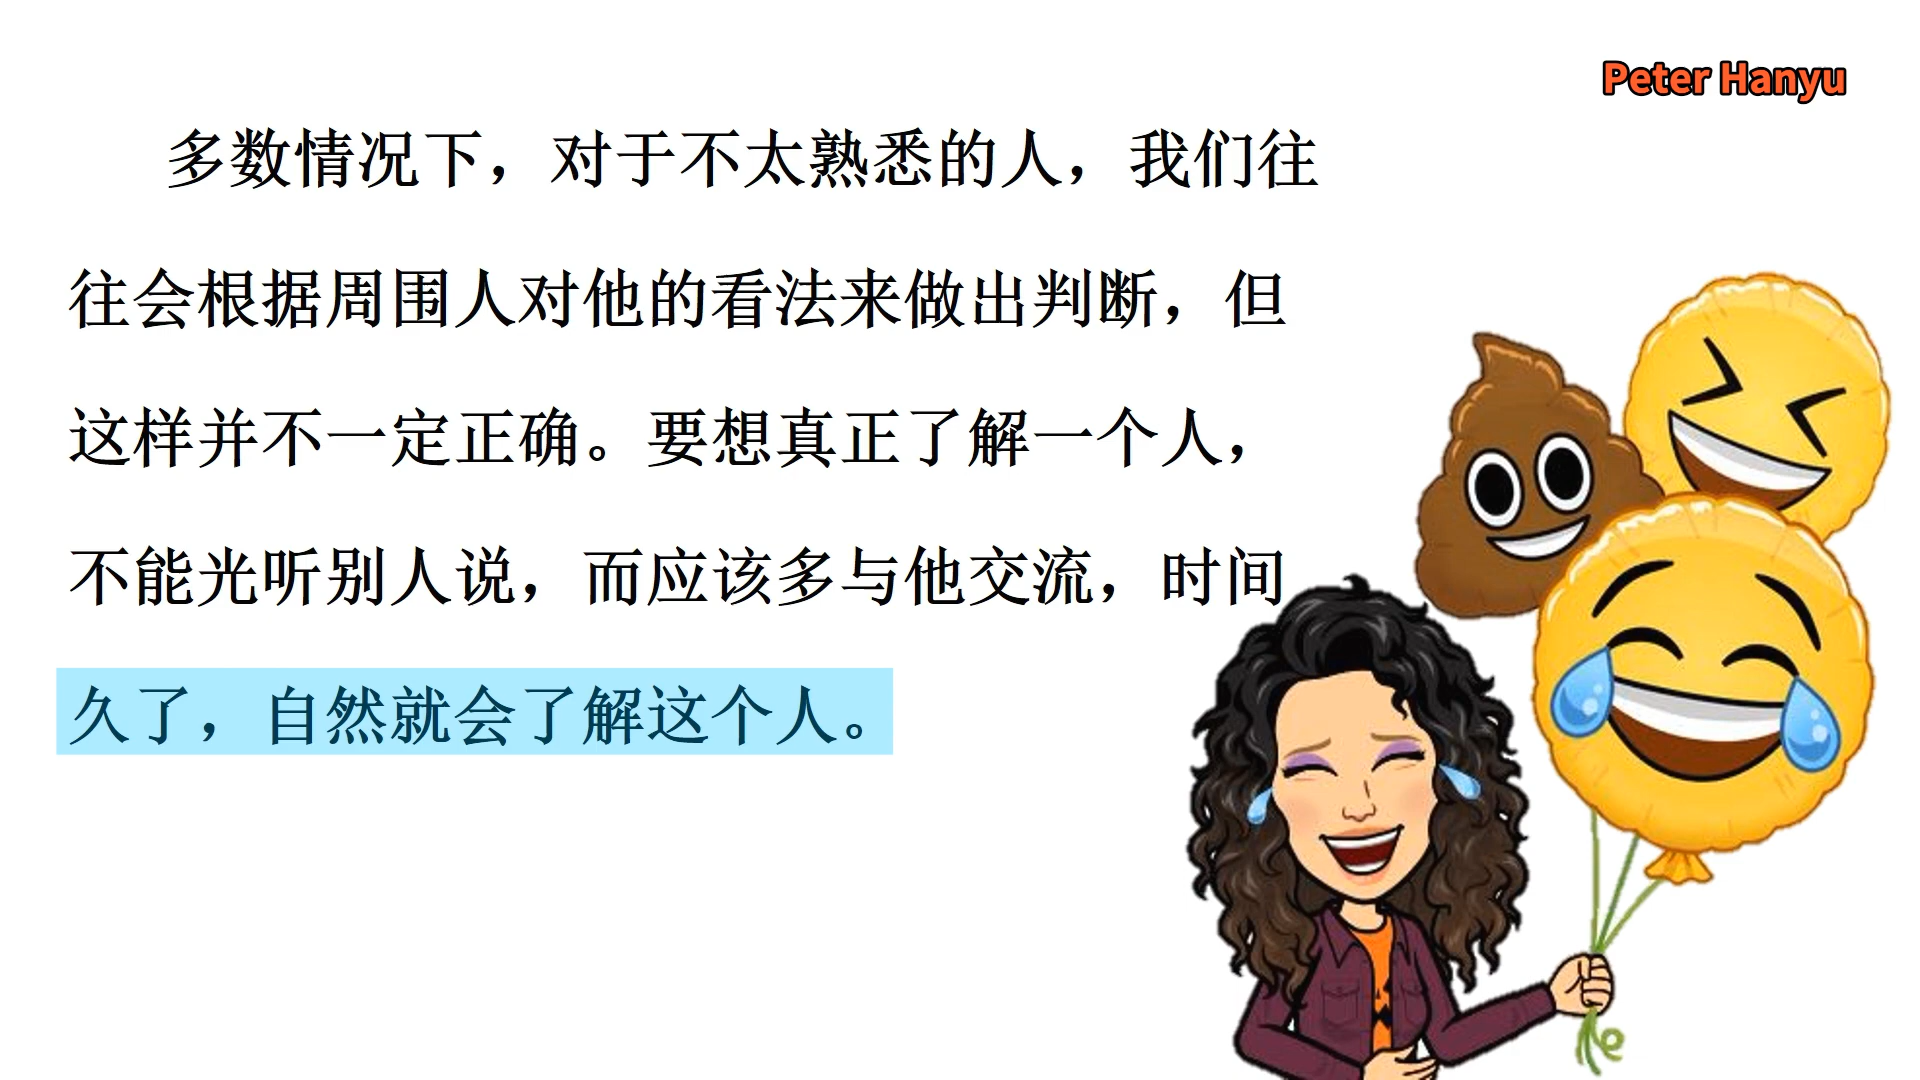 Peter Hanyu
多数情况下，对于不太熟悉的人，我们往
往会根据周围人对他的看法来做出判断，但
这样并不一定正确。要想真正了解一个人，
不能光听别人说，而应该多与他交流，时间
久了，自然就会了解这个人。